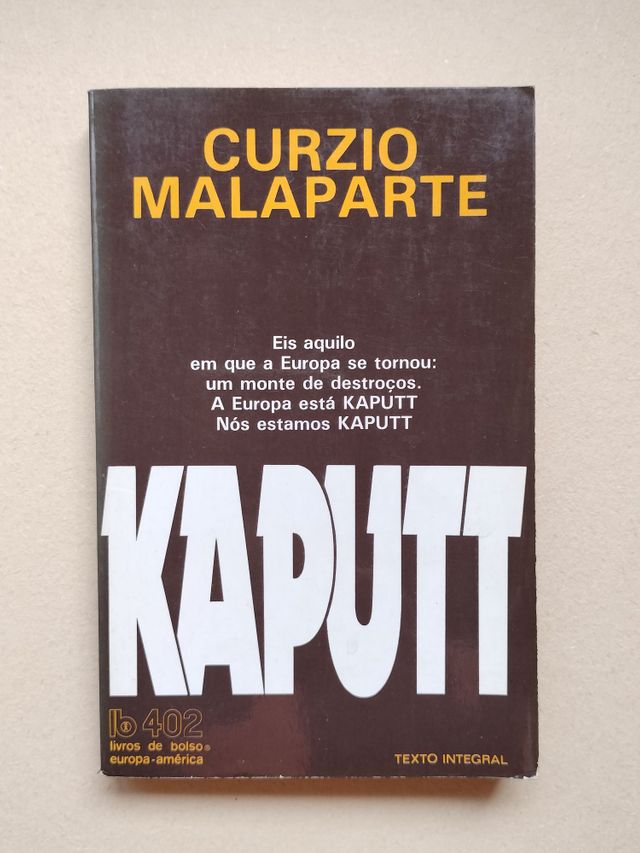 CURZIO
MALAPARTE
Eis aquilo
em que a Europa se tornou:
um monte de destroços.
A Europa está KAPUTT
Nós estamos KAPUTT
KAPUTT
lb 402
livros de bolso®
europa-américa
TEXTO INTEGRAL